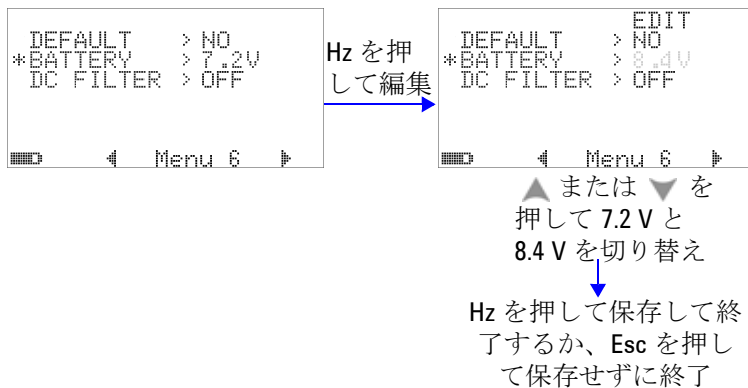 DEFAULT > NO
*BATTERY > 7.2V
DC FILTER > OFF
Menu 6
Hz を押
して編集
EDIT
DEFAULT > NO
*BATTERY > 8.4V
DC FILTER > OFF
Menu 6
または を
押して 7.2 V と
8.4 V を切り替え
Hz を押して保存して終
了するか、Esc を押し
て保存せずに終了